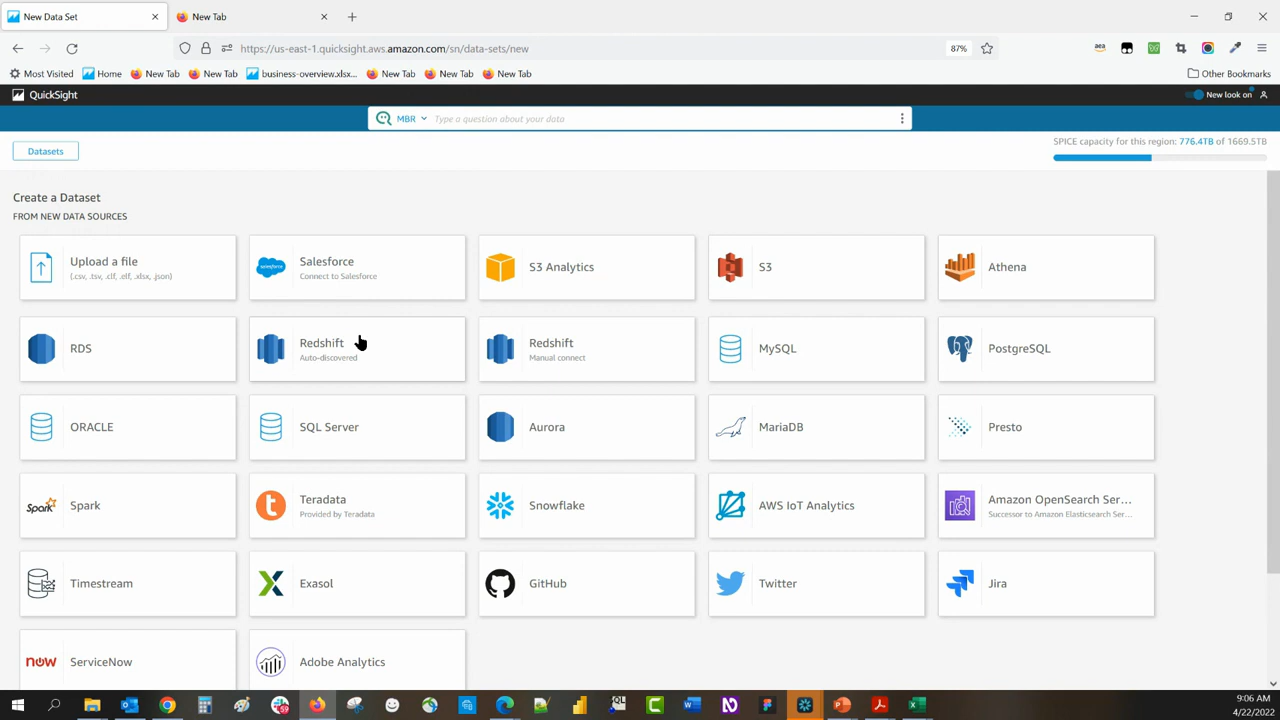 New Data Set
New Tab
https://us-east-1.quicksight.aws.amazon.com/sn/data-sets/new
87%
Most Visited
Home
New Tab
New Tab
business-overview.xlsx...
New Tab
New Tab
New Tab
Other Bookmarks
QuickSight
New look on
MBR
Type a question about your data
Datasets
SPICE capacity for this region: 776.4TB of 1669.5TB
Create a Dataset
FROM NEW DATA SOURCES
Upload a file
(.csv, .tsv, .clf, .elf, .xlsx, .json)
salesforce
Salesforce
Connect to Salesforce
S3 Analytics
S3
Athena
RDS
Redshift
Auto-discovered
Redshift
Manual connect
MySQL
PostgreSQL
ORACLE
SQL Server
Aurora
MariaDB
Presto
Spark
Spark
Teradata
Provided by Teradata
Snowflake
AWS IoT Analytics
Amazon OpenSearch Ser...
Successor to Amazon Elasticsearch Serv...
Timestream
Exasol
GitHub
Twitter
Jira
now
ServiceNow
Adobe Analytics
9:06 AM
4/22/2022